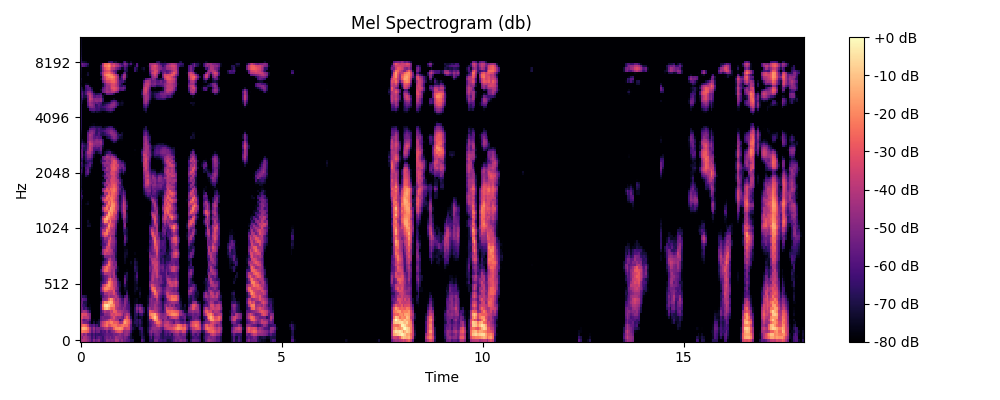 Mel Spectrogram (db)
8192
4096
2048
1024
512
0
Hz
0 5 10 15
Time
+0 dB
-10 dB
-20 dB
-30 dB
-40 dB
-50 dB
-60 dB
-70 dB
-80 dB